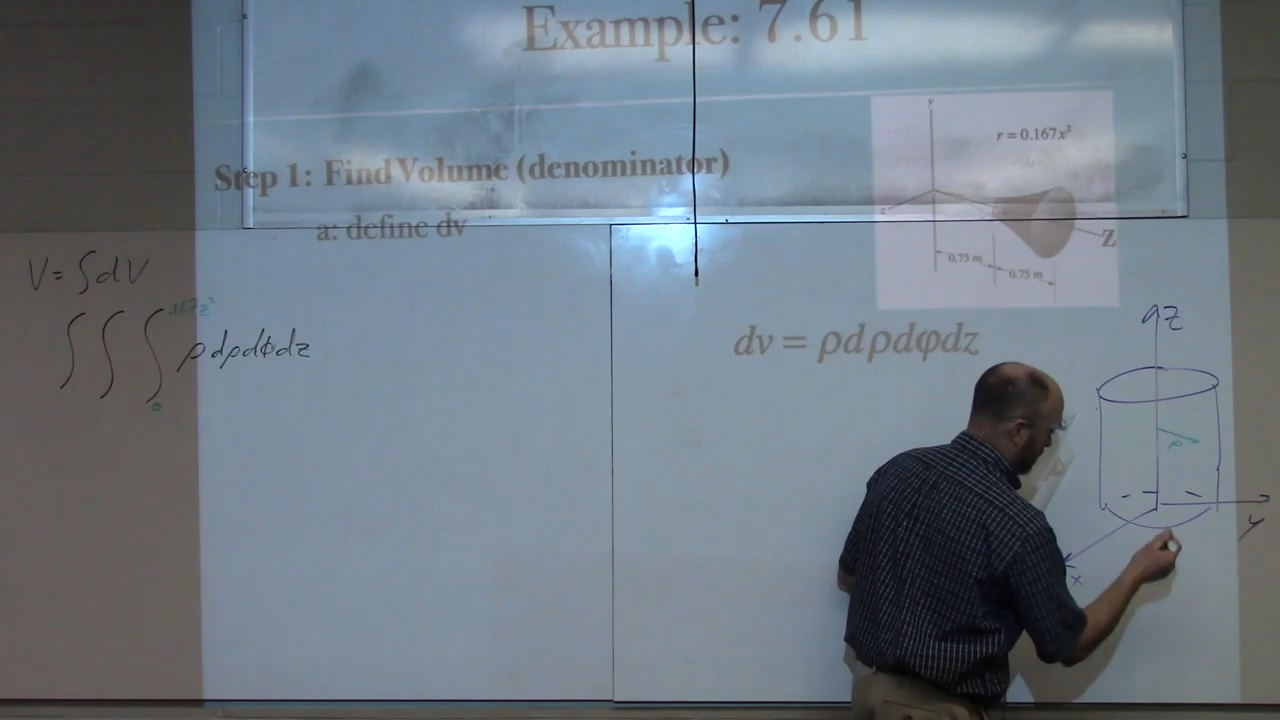 Example: 7.61
Step 1: Find Volume (denominator)
a: define dv
y
r = 0.167x²
z
Z
0.75 m
0.75 m
V = ∫dV
.167z²
∫∫∫ ρdρdϕdz
0
dv = ρdρdφdz
z
ρ
y
x